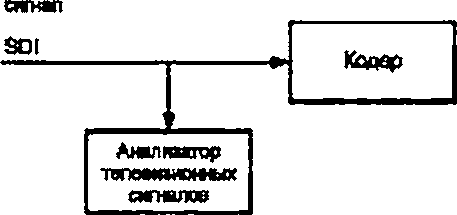 сигнал
SDI
Кодер
Анализатор
телевизионных
сигналов